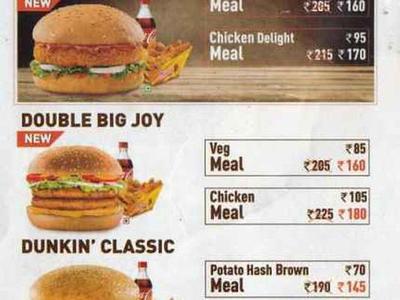 NEW
Meal ₹205 ₹160
Chicken Delight ₹95
Meal ₹215 ₹170
DOUBLE BIG JOY
NEW
Veg ₹85
Meal ₹205 ₹160
Chicken ₹105
Meal ₹225 ₹180
DUNKIN' CLASSIC
Potato Hash Brown ₹70
Meal ₹190 ₹145